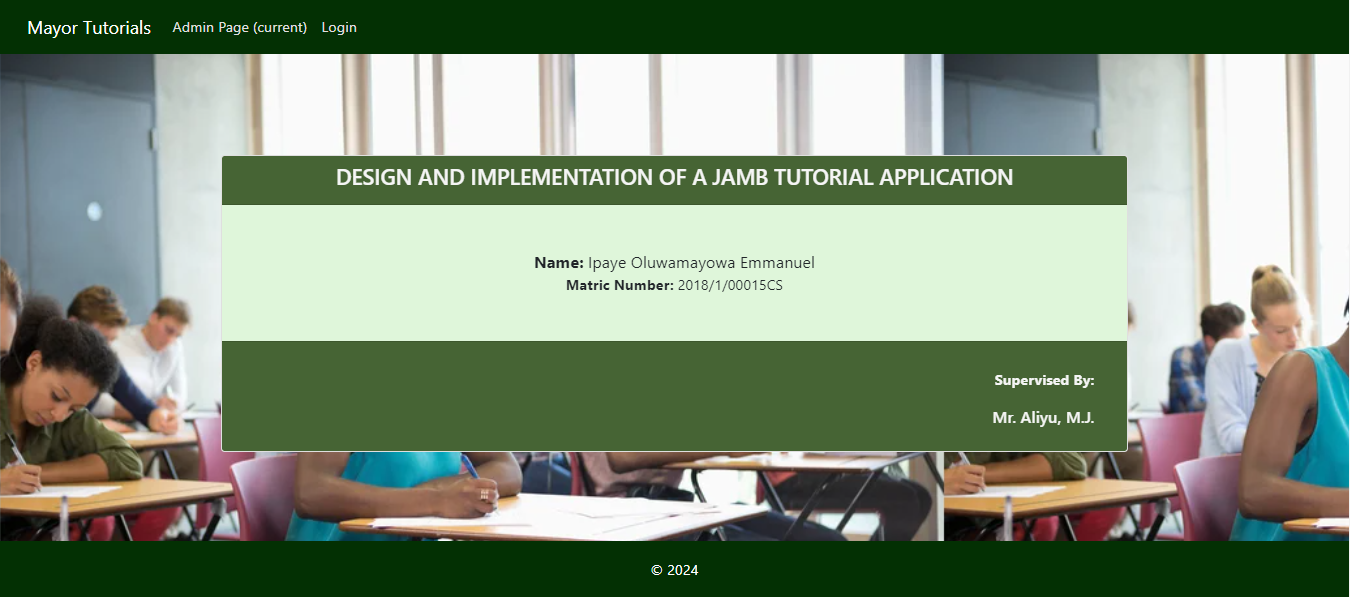 Mayor Tutorials Admin Page (current) Login
DESIGN AND IMPLEMENTATION OF A JAMB TUTORIAL APPLICATION
Name: Ipaye Oluwamayowa Emmanuel
Matric Number: 2018/1/00015CS
Supervised By:
Mr. Aliyu, M.J.
© 2024